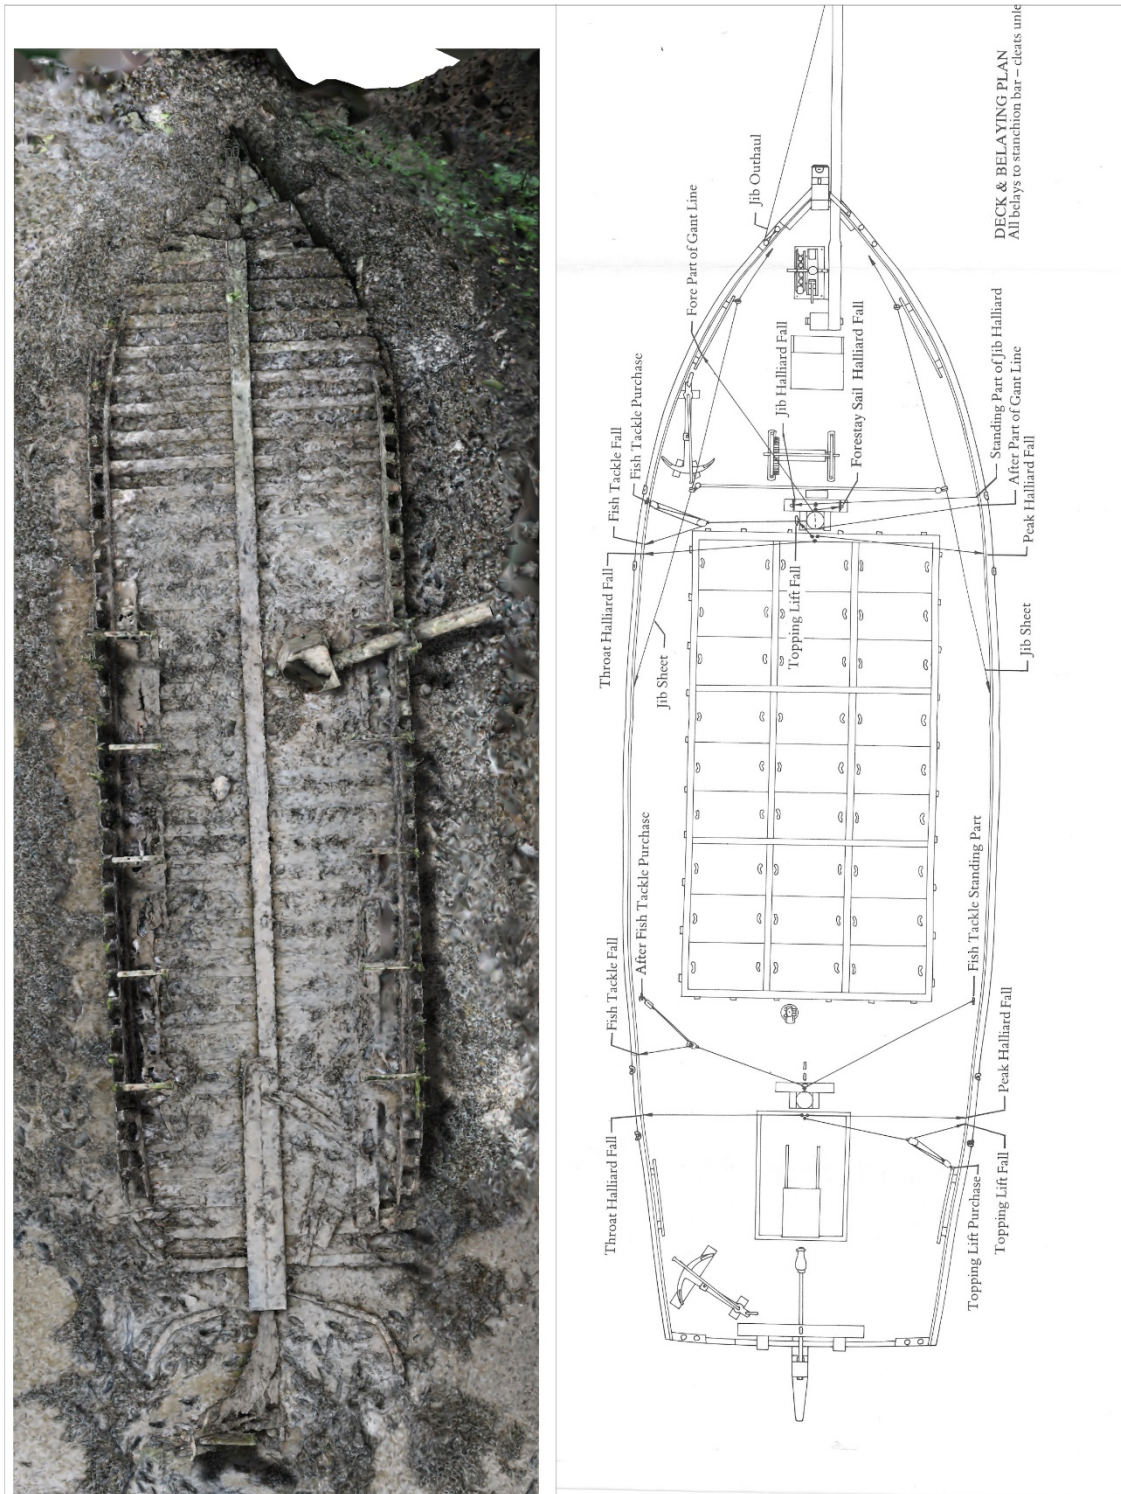 DECK & BELAYING PLAN
All belays to stanchion bar – cleats
Jib Outhaul
Fore Part of Gant Line
Jib Halliard Fall
Forestay Sail Halliard Fall
Standing Part of Jib Halliard
After Part of Gant Line
Peak Halliard Fall
Fish Tackle Purchase
Fish Tackle Fall
Throat Halliard Fall
Topping Lift Fall
Jib Sheet
Jib Sheet
After Fish Tackle Purchase
Fish Tackle Fall
Fish Tackle Standing Part
Peak Halliard Fall
Throat Halliard Fall
Topping Lift Purchase
Topping Lift Fall